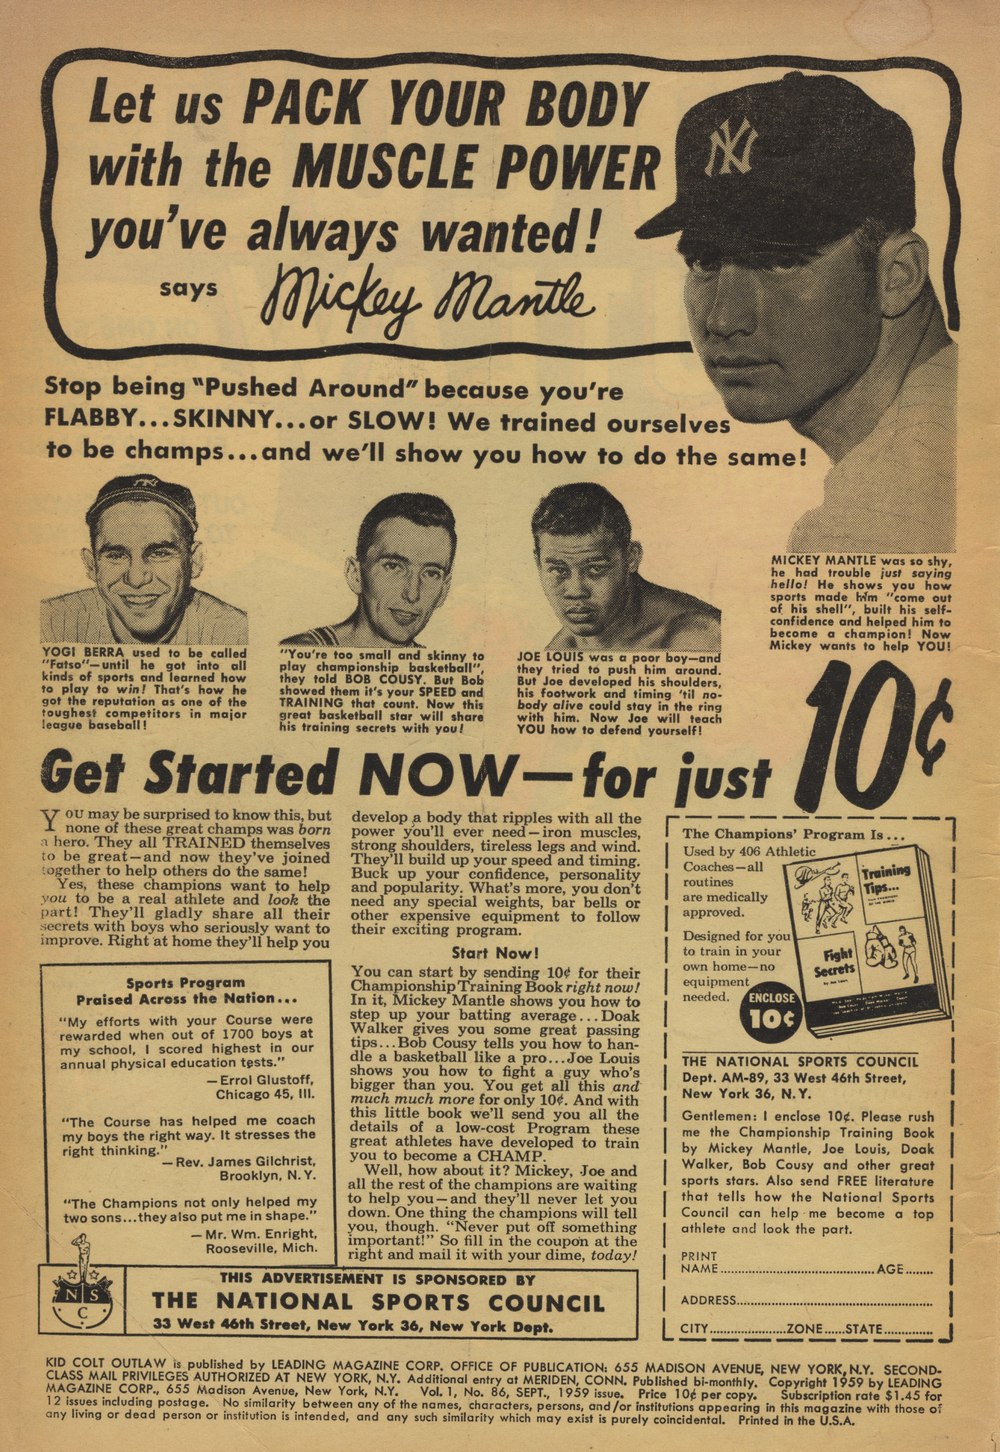 Let us PACK YOUR BODY
with the MUSCLE POWER
you've always wanted!
says Mickey Mantle
NY
Stop being "Pushed Around" because you're
FLABBY...SKINNY...or SLOW! We trained ourselves
to be champs...and we'll show you how to do the same!
YOGI BERRA used to be called
"Fatso"—until he got into all
kinds of sports and learned how
to play to win! That's how he
got the reputation as one of the
toughest competitors in major
league baseball!
"You're too small and skinny to
play championship basketball",
they told BOB COUSY. But Bob
showed them it's your SPEED and
TRAINING that count. Now this
great basketball star will share
his training secrets with you!
JOE LOUIS was a poor boy—and
they tried to push him around.
But Joe developed his shoulders,
his footwork and timing 'til no-
body alive could stay in the ring
with him. Now Joe will teach
YOU how to defend yourself!
MICKEY MANTLE was so shy,
he had trouble just saying
hello! He shows you how
sports made him "come out
of his shell", built his self-
confidence and helped him to
become a champion! Now
Mickey wants to help YOU!
Get Started NOW—for just 10¢
YOU may be surprised to know this, but
none of these great champs was born
a hero. They all TRAINED themselves
to be great—and now they've joined
together to help others do the same!
Yes, these champions want to help
you to be a real athlete and look the
part! They'll gladly share all their
secrets with boys who seriously want to
improve. Right at home they'll help you
Sports Program
Praised Across the Nation...
"My efforts with your Course were
rewarded when out of 1700 boys at
my school, I scored highest in our
annual physical education tests."
—Errol Glustoff,
Chicago 45, Ill.
"The Course has helped me coach
my boys the right way. It stresses the
right thinking."
—Rev. James Gilchrist,
Brooklyn, N.Y.
"The Champions not only helped my
two sons...they also put me in shape."
—Mr. Wm. Enright,
Rooseville, Mich.
develop a body that ripples with all the
power you'll ever need—iron muscles,
strong shoulders, tireless legs and wind.
They'll build up your speed and timing.
Buck up your confidence, personality
and popularity. What's more, you don't
need any special weights, bar bells or
other expensive equipment to follow
their exciting program.
Start Now!
You can start by sending 10¢ for their
Championship Training Book right now!
In it, Mickey Mantle shows you how to
step up your batting average...Doak
Walker gives you some great passing
tips...Bob Cousy tells you how to han-
dle a basketball like a pro...Joe Louis
shows you how to fight a guy who's
bigger than you. You get all this and
much much more for only 10¢. And with
this little book we'll send you all the
details of a low-cost Program these
great athletes have developed to train
you to become a CHAMP.
Well, how about it? Mickey, Joe and
all the rest of the champions are waiting
to help you—and they'll never let you
down. One thing the champions will tell
you, though. "Never put off something
important!" So fill in the coupon at the
right and mail it with your dime, today!
The Champions' Program Is...
Used by 406 Athletic
Coaches—all
routines
are medically
approved.
Designed for you
to train in your
own home—no
equipment
needed.
Training
Tips...
Fight
Secrets
by Joe Louis
ENCLOSE
10¢
THE NATIONAL SPORTS COUNCIL
Dept. AM-89, 33 West 46th Street,
New York 36, N.Y.
Gentlemen: I enclose 10¢. Please rush
me the Championship Training Book
by Mickey Mantle, Joe Louis, Doak
Walker, Bob Cousy and other great
sports stars. Also send FREE literature
that tells how the National Sports
Council can help me become a top
athlete and look the part.
PRINT
NAME.......................................AGE........
ADDRESS..................................................
CITY....................ZONE......STATE.............
N S C
THIS ADVERTISEMENT IS SPONSORED BY
THE NATIONAL SPORTS COUNCIL
33 West 46th Street, New York 36, New York Dept.
KID COLT OUTLAW is published by LEADING MAGAZINE CORP. OFFICE OF PUBLICATION: 655 MADISON AVENUE, NEW YORK, N.Y. SECOND-
CLASS MAIL PRIVILEGES AUTHORIZED AT NEW YORK, N.Y. Additional entry at MERIDEN, CONN. Published bi-monthly. Copyright 1959 by LEADING
MAGAZINE CORP., 655 Madison Avenue, New York, N.Y. Vol. 1, No. 86, SEPT., 1959 issue. Price 10¢ per copy. Subscription rate $1.45 for
12 issues including postage. No similarity between any of the names, characters, persons, and/or institutions appearing in this magazine with those of
any living or dead person or institution is intended, and any such similarity which may exist is purely coincidental. Printed in the U.S.A.